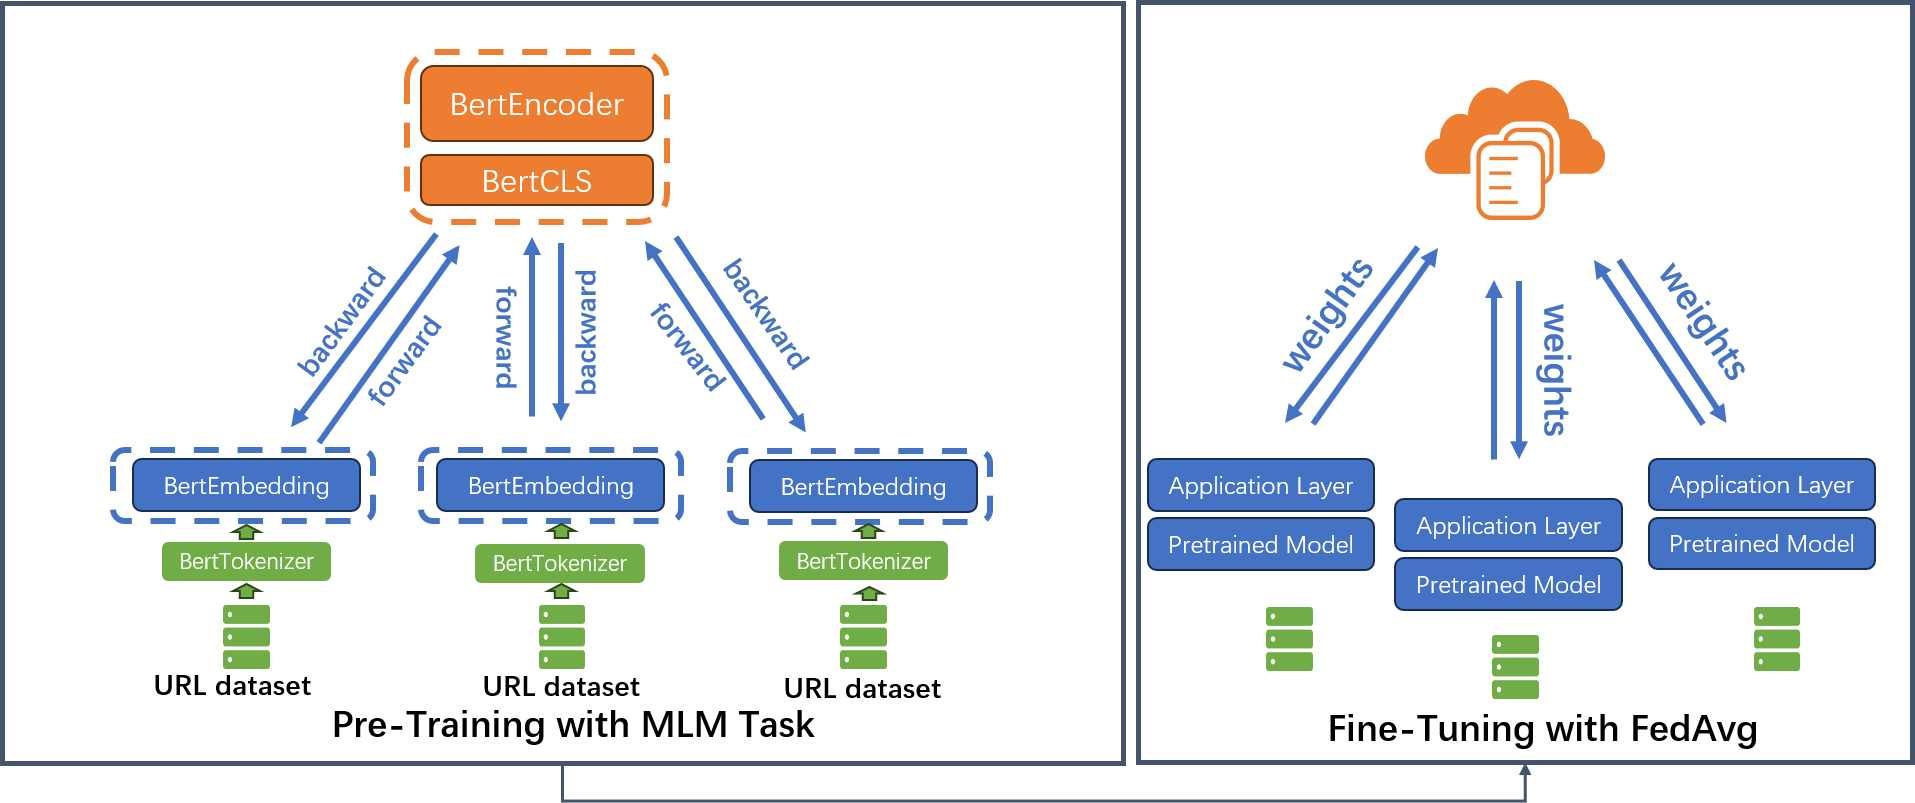 BertEncoder
BertCLS
backward
forward
forward
backward
forward
backward
BertEmbedding
BertEmbedding
BertEmbedding
BertTokenizer
BertTokenizer
BertTokenizer
URL dataset
URL dataset
URL dataset
Pre-Training with MLM Task
weights
weights
weights
Application Layer
Pretrained Model
Application Layer
Pretrained Model
Application Layer
Pretrained Model
Fine-Tuning with FedAvg